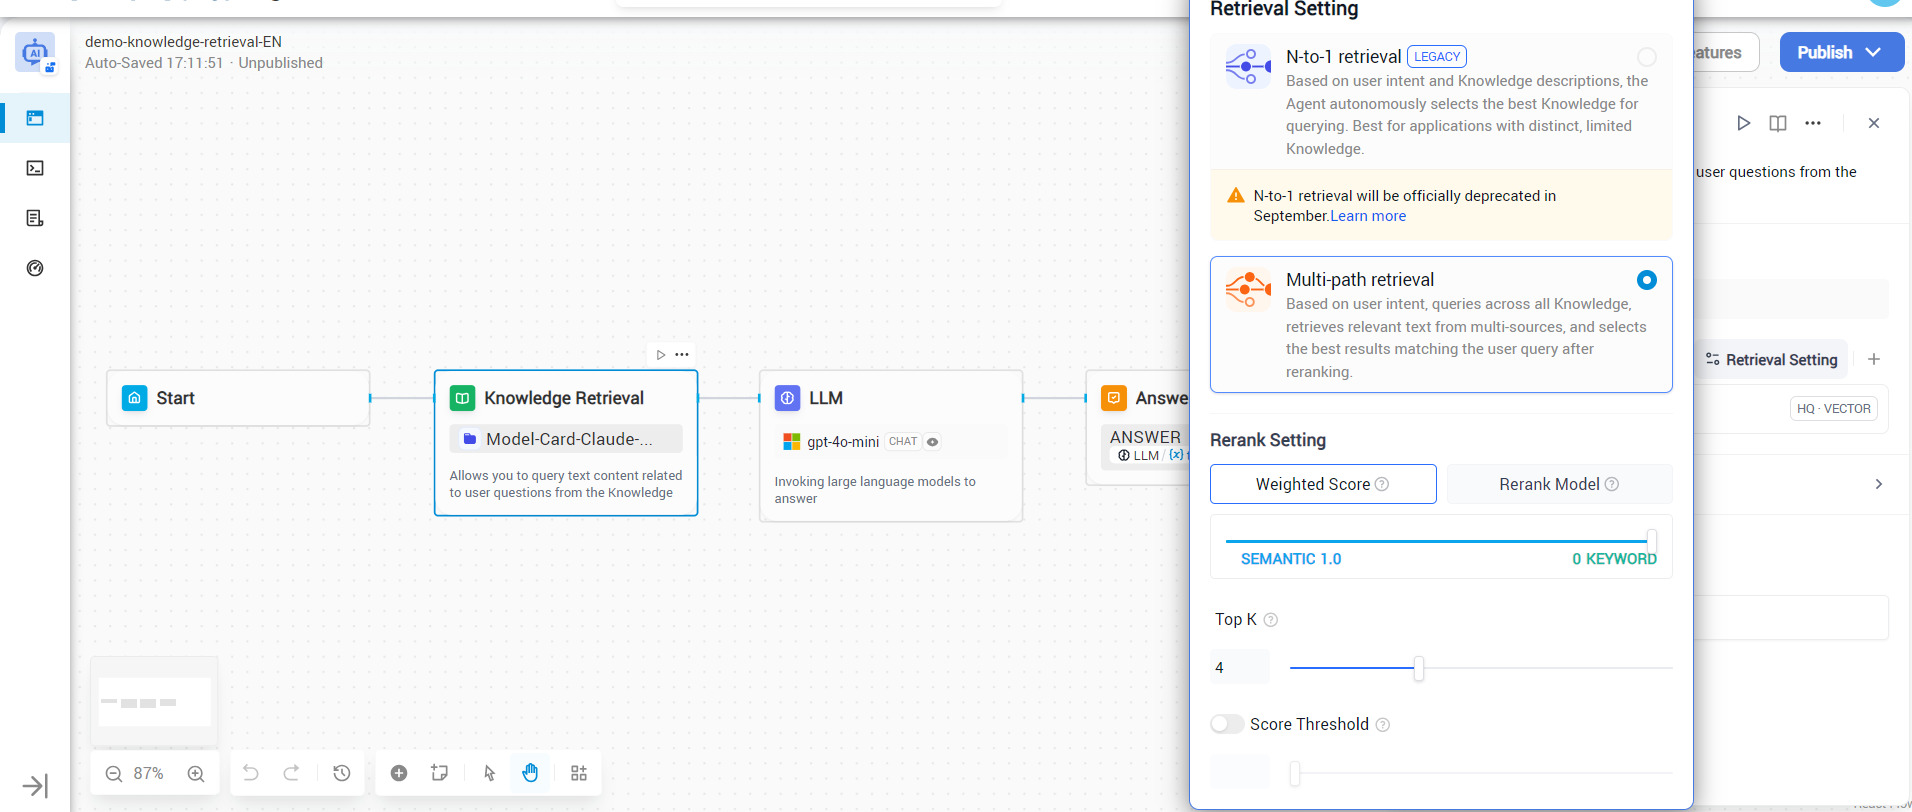 demo-knowledge-retrieval-EN
Auto-Saved 17:11:51 · Unpublished
Start
Knowledge Retrieval
Model-Card-Claude-...
Allows you to query text content related
to user questions from the Knowledge
LLM
gpt-4o-mini CHAT
Invoking large language models to
answer
Answe
ANSWER
LLM / {x}
87%
Retrieval Setting
N-to-1 retrieval LEGACY
Based on user intent and Knowledge descriptions, the
Agent autonomously selects the best Knowledge for
querying. Best for applications with distinct, limited
Knowledge.
N-to-1 retrieval will be officially deprecated in
September.Learn more
Multi-path retrieval
Based on user intent, queries across all Knowledge,
retrieves relevant text from multi-sources, and selects
the best results matching the user query after
reranking.
Rerank Setting
Weighted Score
Rerank Model
SEMANTIC 1.0
0 KEYWORD
Top K
4
Score Threshold
eatures
Publish
user questions from the
Retrieval Setting
HQ · VECTOR